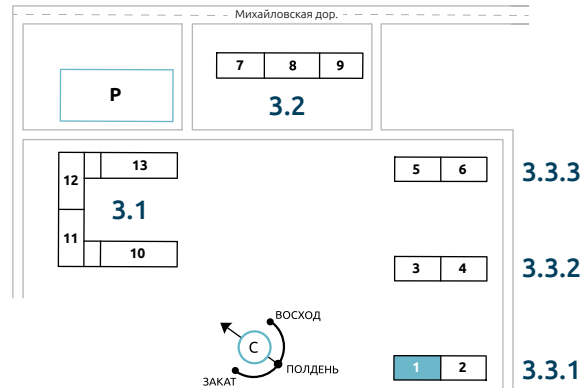 Михайловская дор.
7 8 9
P
3.2
13
5 6
3.3.3
12
3.1
11
10
3 4
3.3.2
ВОСХОД
С
ПОЛДЕНЬ
ЗАКАТ
1 2
3.3.1